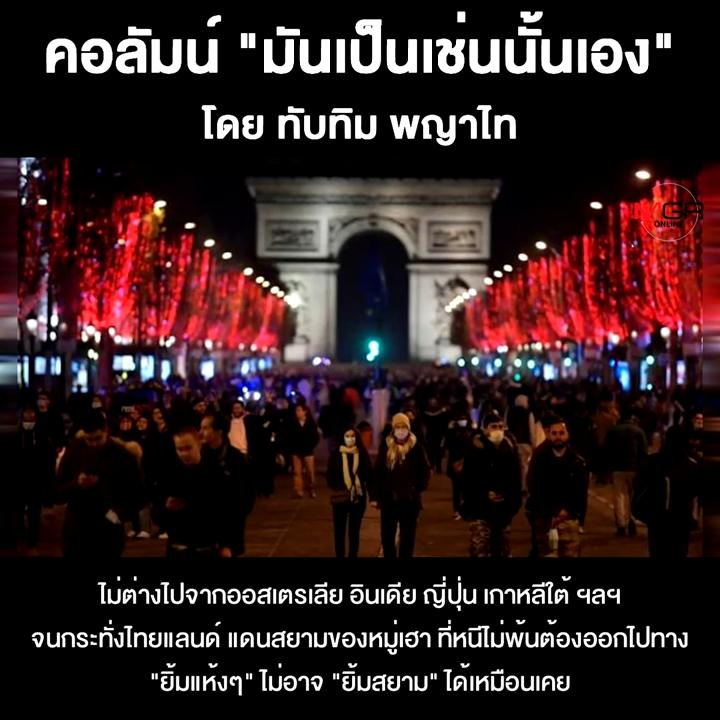 คอลัมน์ "มันเป็นเช่นนั้นเอง"
โดย ทับทิม พญาไท
MGR
ONLINE
ไม่ต่างไปจากออสเตรเลีย อินเดีย ญี่ปุ่น เกาหลีใต้ ฯลฯ
จนกระทั่งไทยแลนด์ แดนสยามของหมู่เฮา ที่หนีไม่พ้นต้องออกไปทาง
"ยิ้มแห้งๆ" ไม่อาจ "ยิ้มสยาม" ได้เหมือนเคย